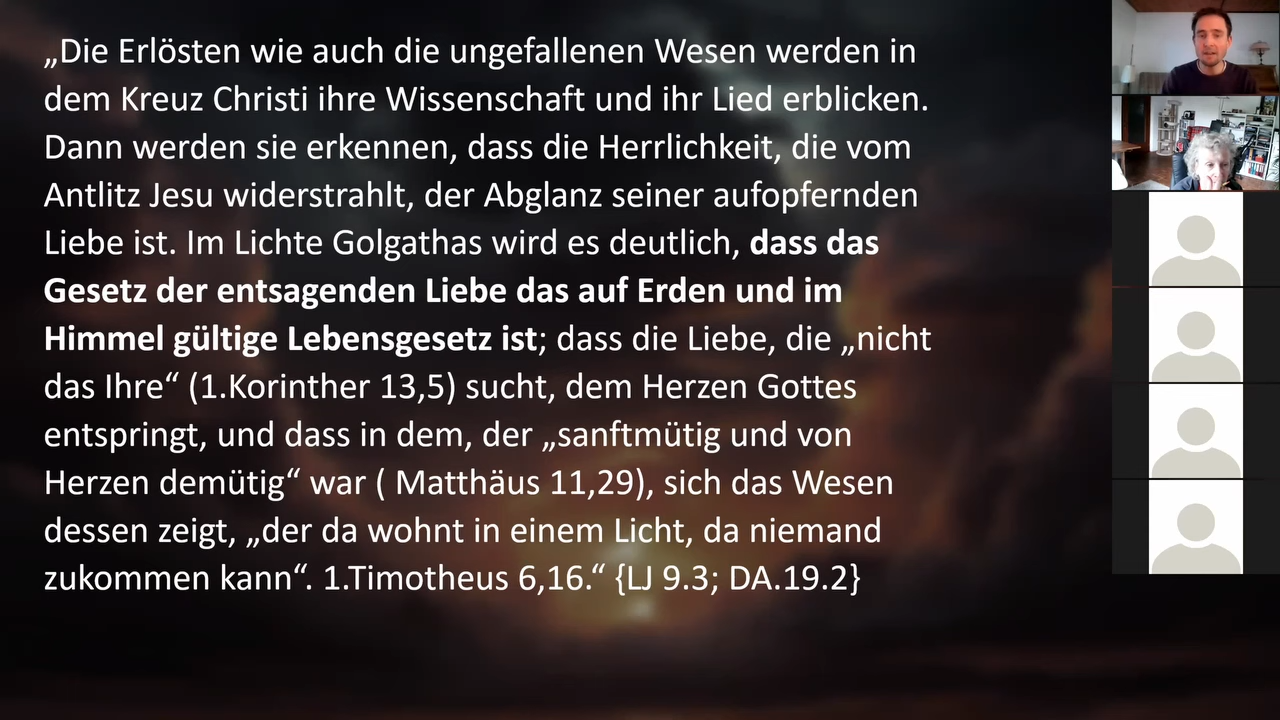 „Die Erlösten wie auch die ungefallenen Wesen werden in
dem Kreuz Christi ihre Wissenschaft und ihr Lied erblicken.
Dann werden sie erkennen, dass die Herrlichkeit, die vom
Antlitz Jesu widerstrahlt, der Abglanz seiner aufopfernden
Liebe ist. Im Lichte Golgathas wird es deutlich, dass das
Gesetz der entsagenden Liebe das auf Erden und im
Himmel gültige Lebensgesetz ist; dass die Liebe, die „nicht
das Ihre“ (1.Korinther 13,5) sucht, dem Herzen Gottes
entspringt, und dass in dem, der „sanftmütig und von
Herzen demütig“ war ( Matthäus 11,29), sich das Wesen
dessen zeigt, „der da wohnt in einem Licht, da niemand
zukommen kann“. 1.Timotheus 6,16.“ {LJ 9.3; DA.19.2}